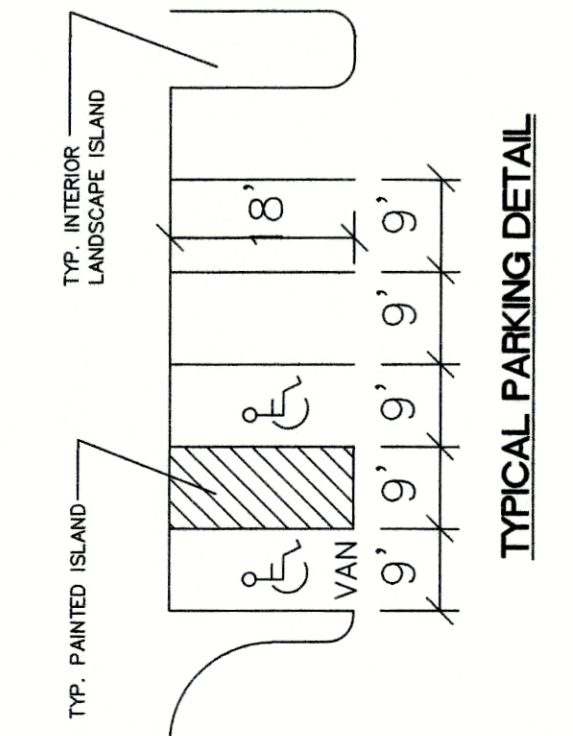 TYP. PAINTED ISLAND
TYP. INTERIOR
LANDSCAPE ISLAND
18'
VAN
9'
9'
9'
9'
9'
TYPICAL PARKING DETAIL